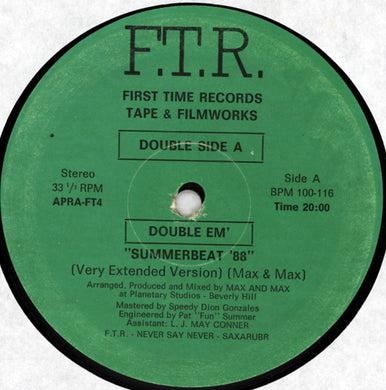 F.T.R.
FIRST TIME RECORDS
TAPE & FILMWORKS
DOUBLE SIDE A
Stereo
33 1/3 RPM
APRA-FT4
Side A
BPM 100-116
Time 20:00
DOUBLE EM'
"SUMMERBEAT '88"
(Very Extended Version) (Max & Max)
Arranged. Produced and Mixed by MAX AND MAX
at Planetary Studios - Beverly Hill
Mastered by Speedy Dion Gonzales
Engineered by Pat "Fun" Summer
Assistant: L. J. MAY CONNER
F.T.R. - NEVER SAY NEVER - SAXARUBR